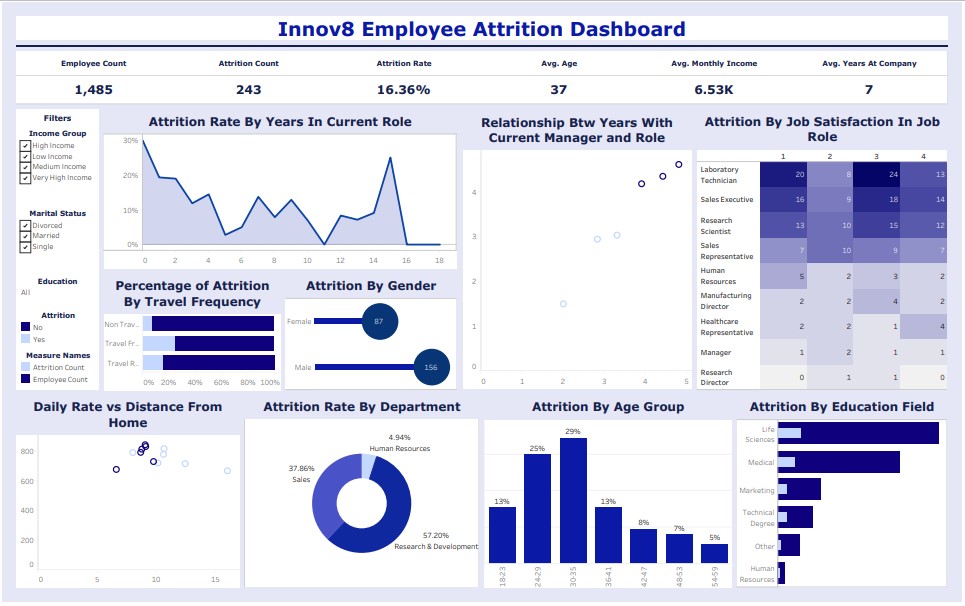 Innov8 Employee Attrition Dashboard
Employee Count
Attrition Count
Attrition Rate
Avg. Age
Avg. Monthly Income
Avg. Years At Company
1,485
243
16.36%
37
6.53K
7
Filters
Income Group
High Income
Low Income
Medium Income
Very High Income
Marital Status
Divorced
Married
Single
Education
All
Attrition
No
Yes
Measure Names
Attrition Count
Employee Count
Attrition Rate By Years In Current Role
30%
20%
10%
0%
0 2 4 6 8 10 12 14 16 18
Percentage of Attrition
By Travel Frequency
Non Trav..
Travel Fr..
Travel R..
0% 20% 40% 60% 80% 100%
Attrition By Gender
Female
87
Male
156
Relationship Btw Years With
Current Manager and Role
4
3
2
1
0
0 1 2 3 4 5
Attrition By Job Satisfaction In Job
Role
1 2 3 4
Laboratory
Technician
20 8 24 13
Sales Executive
16 9 18 14
Research
Scientist
13 10 15 12
Sales
Representative
7 10 9 7
Human
Resources
5 2 3 2
Manufacturing
Director
2 2 4 2
Healthcare
Representative
2 2 1 4
Manager
1 2 1 1
Research
Director
0 1 1 0
Daily Rate vs Distance From
Home
800
600
400
200
0
0 5 10 15
Attrition Rate By Department
4.94%
Human Resources
37.86%
Sales
57.20%
Research & Development
Attrition By Age Group
13%
25%
29%
13%
8%
7%
5%
18-23
24-29
30-35
36-41
42-47
48-53
54-59
Attrition By Education Field
Life
Sciences
Medical
Marketing
Technical
Degree
Other
Human
Resources